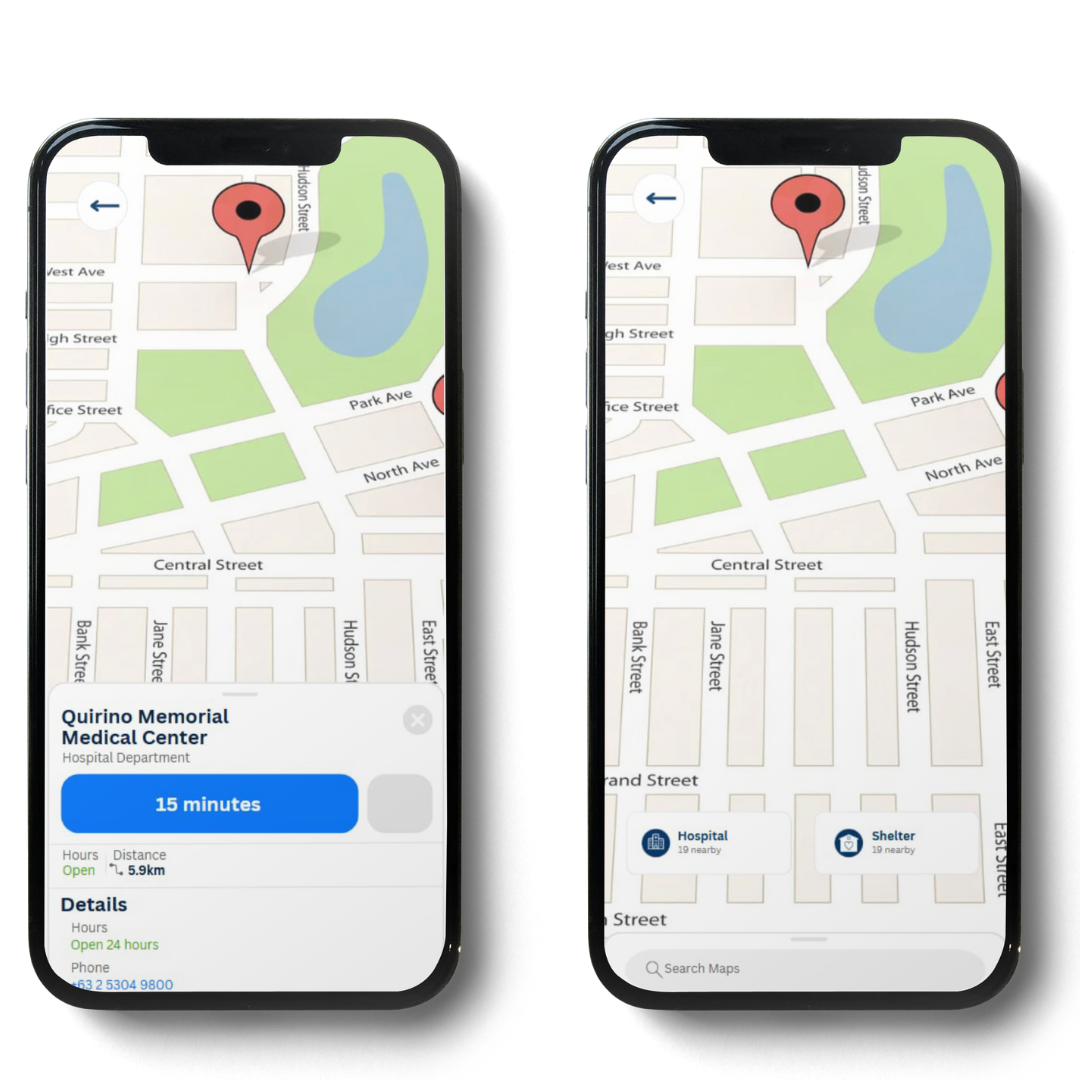 Hudson Street
West Ave
gh Street
fice Street
Park Ave
North Ave
Central Street
Bank Stree
Jane Stree
Hudson St
East Street
Quirino Memorial
Medical Center
Hospital Department
15 minutes
Hours Distance
Open 5.9km
Details
Hours
Open 24 hours
Phone
+63 2 5304 9800
udson Street
West Ave
gh Street
fice Street
Park Ave
North Ave
Central Street
Bank Street
Jane Street
Hudson Street
East Street
rand Street
Hospital
19 nearby
Shelter
19 nearby
East Street
Street
Search Maps